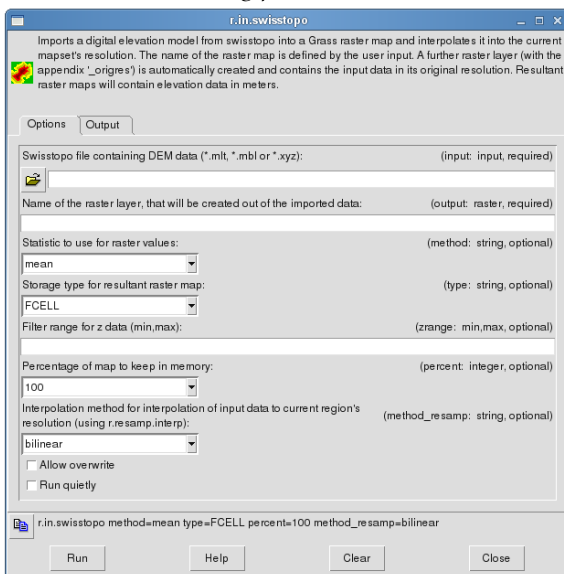 r.in.swisstopo
Imports a digital elevation model from swisstopo into a Grass raster map and interpolates it into the current
mapset's resolution. The name of the raster map is defined by the user input. A further raster layer (with the
appendix '_origres') is automatically created and contains the input data in its original resolution. Resultant
raster maps will contain elevation data in meters.
Options Output
Swisstopo file containing DEM data (*.mlt, *.mbl or *.xyz): (input: input, required)
Name of the raster layer, that will be created out of the imported data: (output: raster, required)
Statistic to use for raster values: (method: string, optional)
mean
Storage type for resultant raster map: (type: string, optional)
FCELL
Filter range for z data (min,max): (zrange: min,max, optional)
Percentage of map to keep in memory: (percent: integer, optional)
100
Interpolation method for interpolation of input data to current region's
resolution (using r.resamp.interp): (method_resamp: string, optional)
bilinear
Allow overwrite
Run quietly
r.in.swisstopo method=mean type=FCELL percent=100 method_resamp=bilinear
Run Help Clear Close